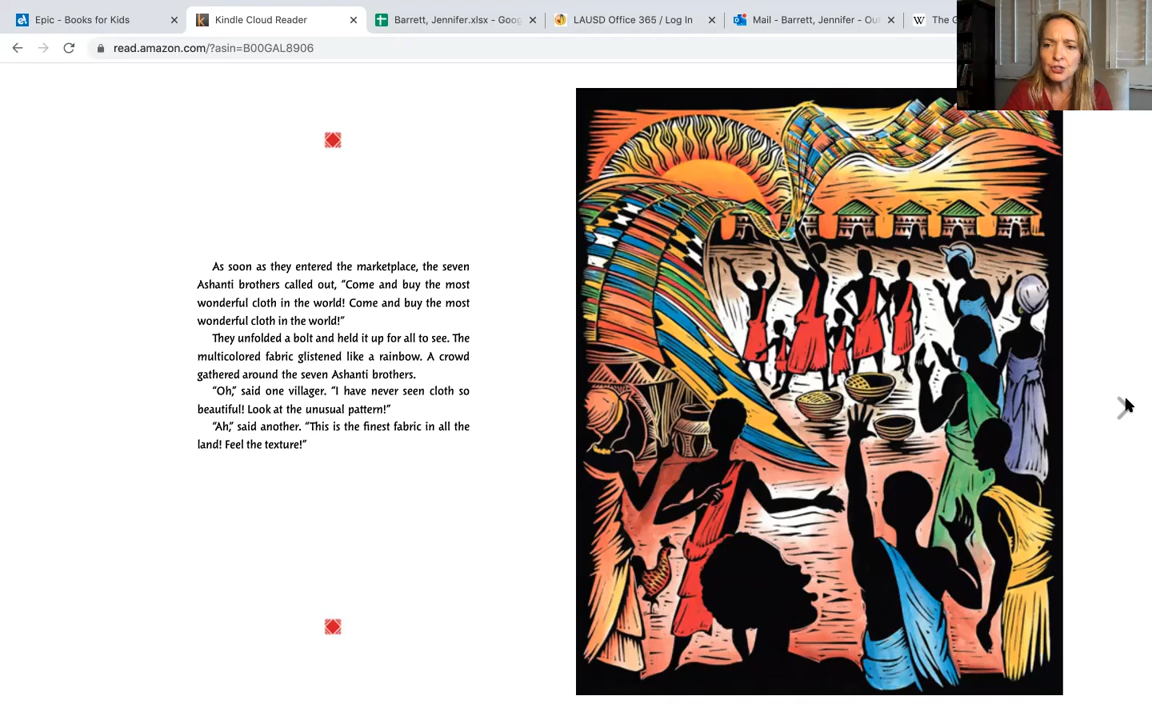 Epic - Books for Kids
Kindle Cloud Reader
Barrett, Jennifer.xlsx - Goog
LAUSD Office 365 / Log In
Mail - Barrett, Jennifer - Ou
W The G
read.amazon.com/?asin=B00GAL8906
As soon as they entered the marketplace, the seven
Ashanti brothers called out, “Come and buy the most
wonderful cloth in the world! Come and buy the most
wonderful cloth in the world!”
They unfolded a bolt and held it up for all to see. The
multicolored fabric glistened like a rainbow. A crowd
gathered around the seven Ashanti brothers.
“Oh,” said one villager. “I have never seen cloth so
beautiful! Look at the unusual pattern!”
“Ah,” said another. “This is the finest fabric in all the
land! Feel the texture!”